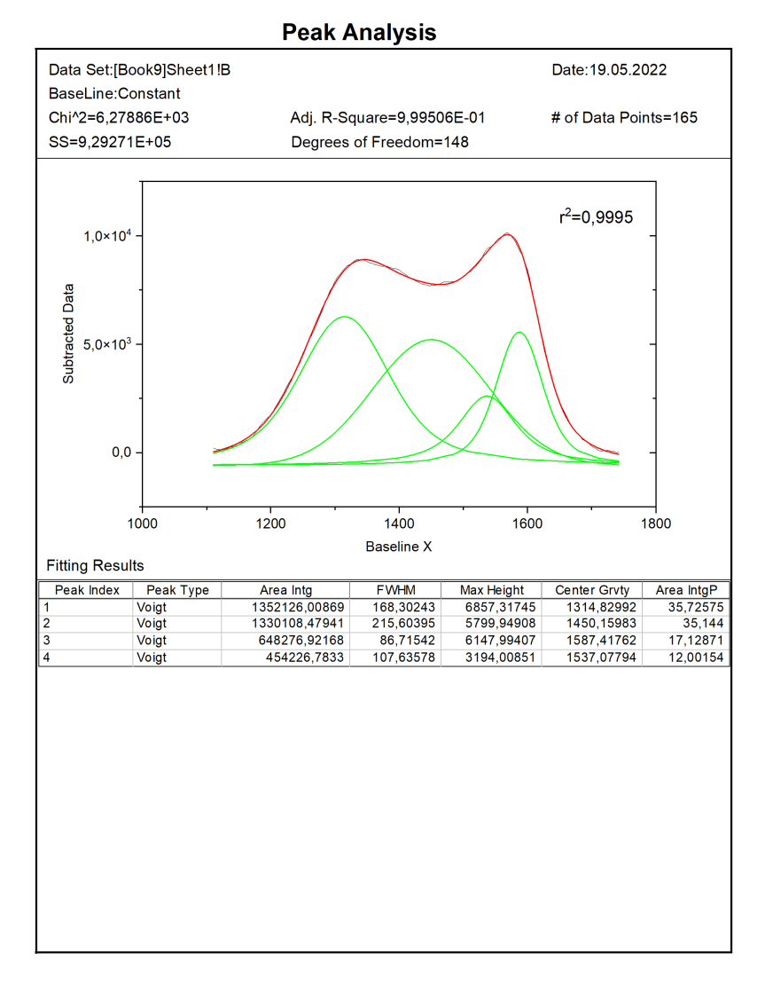 Peak Analysis
Data Set:[Book9]Sheet1!B Date:19.05.2022
BaseLine:Constant
Chi^2=6,27886E+03 Adj. R-Square=9,99506E-01 # of Data Points=165
SS=9,29271E+05 Degrees of Freedom=148
r²=0,9995
1,0×10⁴
5,0×10³
0,0
Subtracted Data
1000 1200 1400 1600 1800
Baseline X
Fitting Results
Peak Index Peak Type Area Intg FWHM Max Height Center Grvty Area IntgP
1 Voigt 1352126,00869 168,30243 6857,31745 1314,82992 35,72575
2 Voigt 1330108,47941 215,60395 5799,94908 1450,15983 35,144
3 Voigt 648276,92168 86,71542 6147,99407 1587,41762 17,12871
4 Voigt 454226,7833 107,63578 3194,00851 1537,07794 12,00154